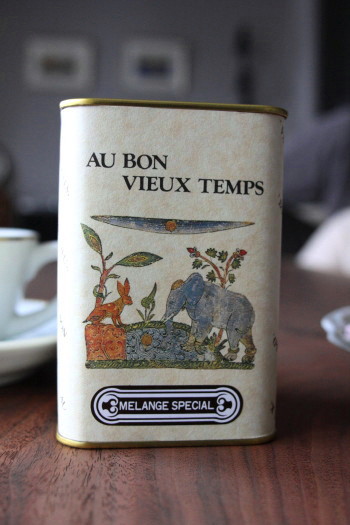 AU BON
VIEUX TEMPS
MELANGE SPECIAL